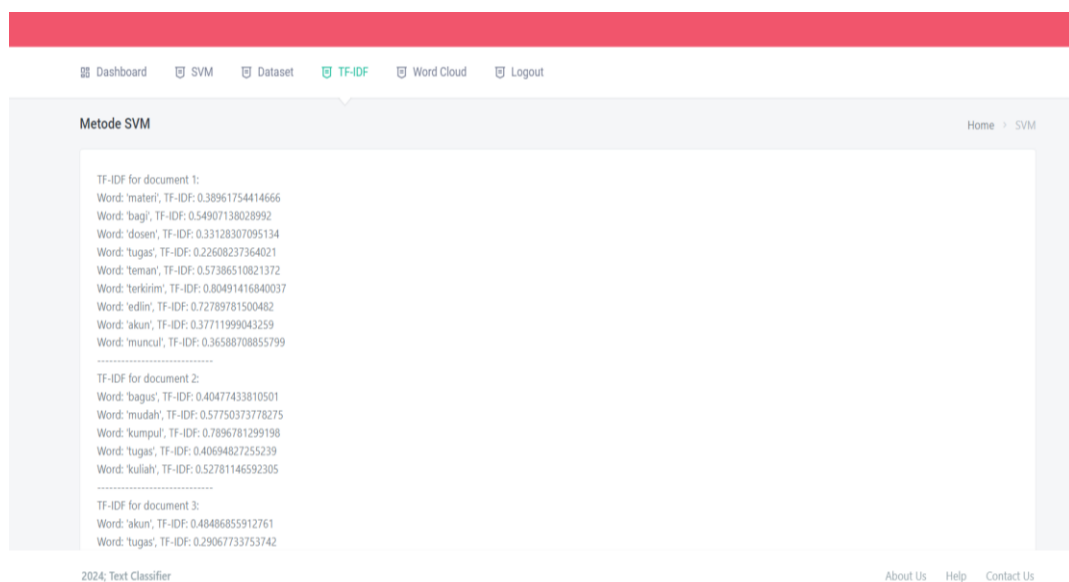 Dashboard SVM Dataset TF-IDF Word Cloud Logout
Metode SVM Home > SVM
TF-IDF for document 1:
Word: 'materi', TF-IDF: 0.38961754414666
Word: 'bagi', TF-IDF: 0.54907138028992
Word: 'dosen', TF-IDF: 0.33128307095134
Word: 'tugas', TF-IDF: 0.22608237364021
Word: 'teman', TF-IDF: 0.57386510821372
Word: 'terkirim', TF-IDF: 0.80491416840037
Word: 'edlin', TF-IDF: 0.72789781500482
Word: 'akun', TF-IDF: 0.37711999043259
Word: 'muncul', TF-IDF: 0.36588708855799
-----------------------------
TF-IDF for document 2:
Word: 'bagus', TF-IDF: 0.40477433810501
Word: 'mudah', TF-IDF: 0.57750373778275
Word: 'kumpul', TF-IDF: 0.7896781299198
Word: 'tugas', TF-IDF: 0.40694827255239
Word: 'kuliah', TF-IDF: 0.52781146592305
-----------------------------
TF-IDF for document 3:
Word: 'akun', TF-IDF: 0.48486855912761
Word: 'tugas', TF-IDF: 0.29067733753742
2024; Text Classifier About Us Help Contact Us